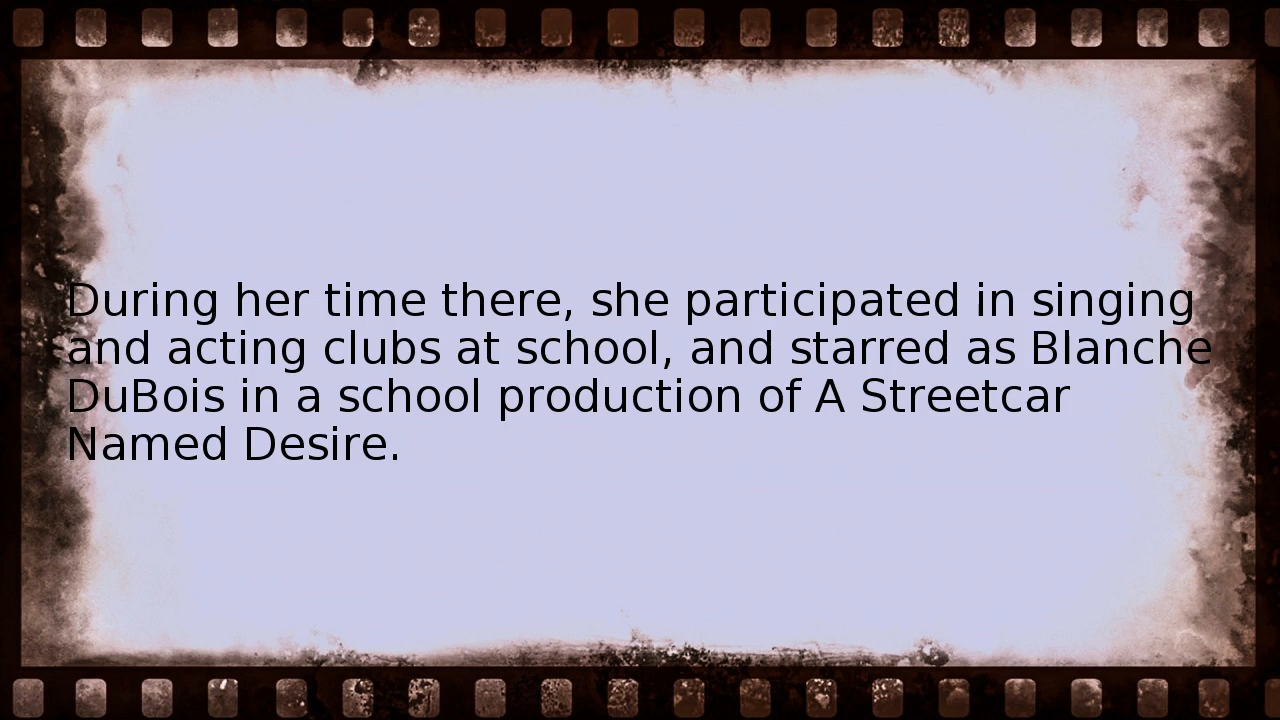 During her time there, she participated in singing
and acting clubs at school, and starred as Blanche
DuBois in a school production of A Streetcar
Named Desire.